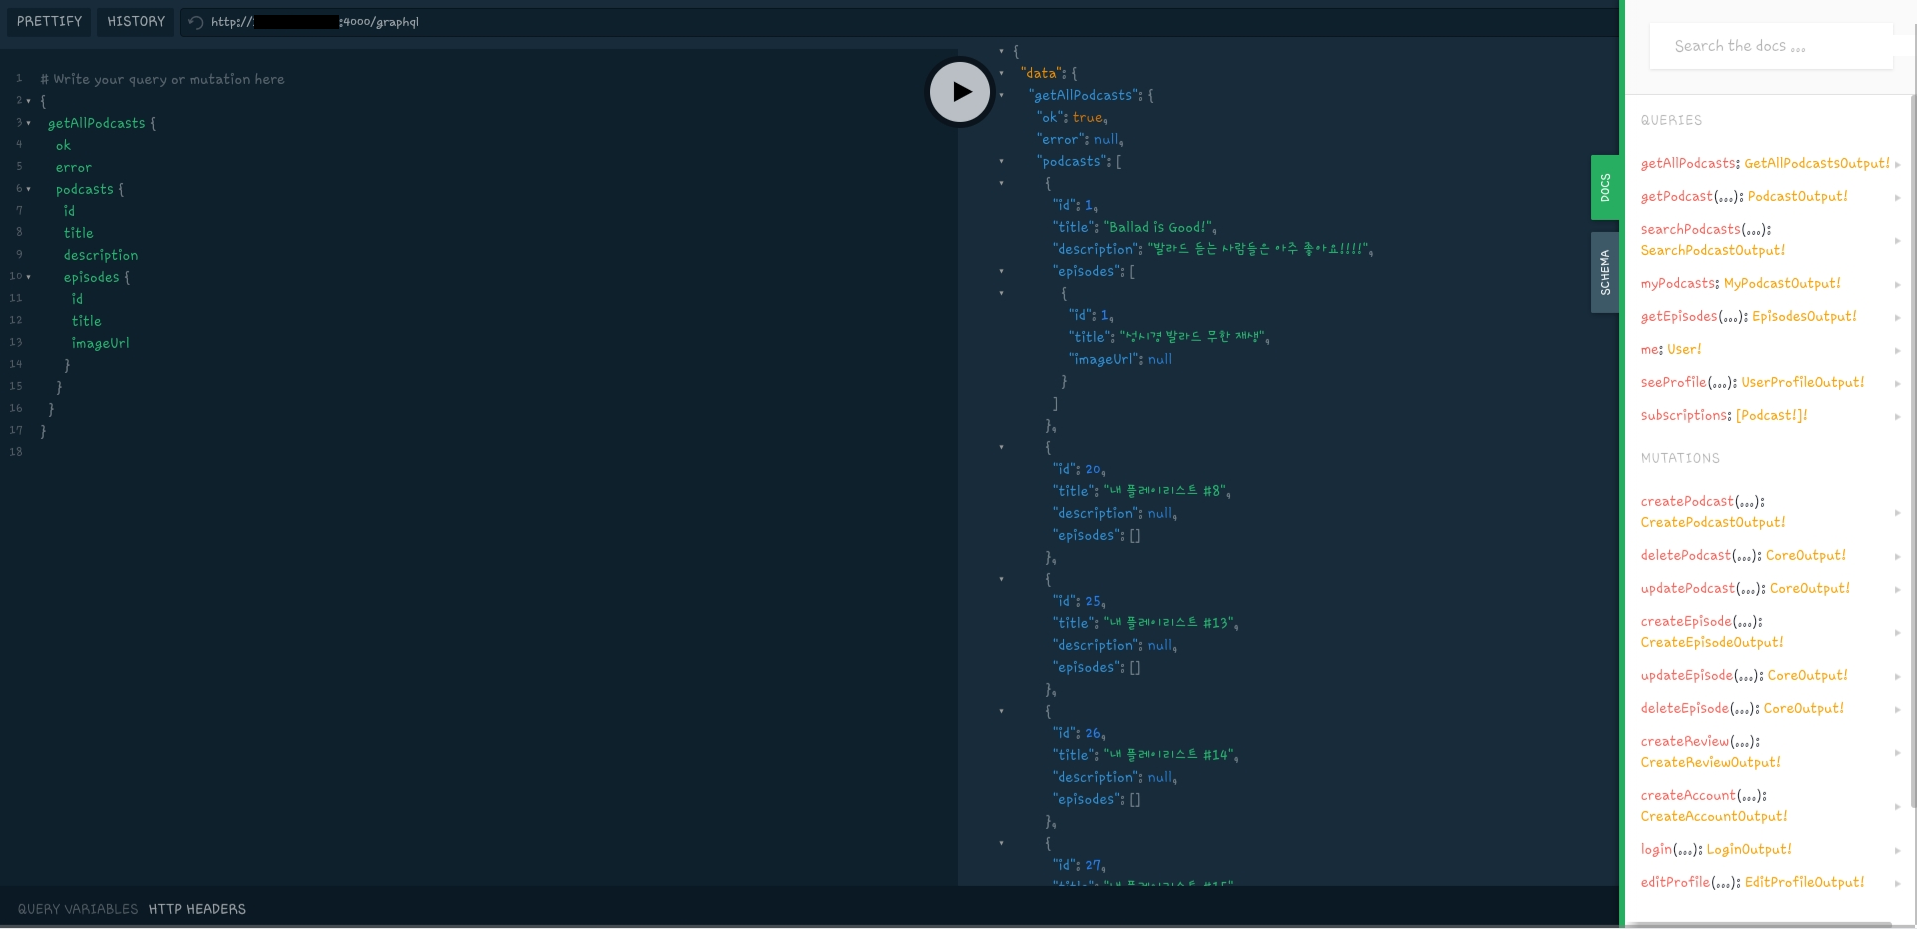 PRETTIFY
HISTORY
http://
:4000/graphql
1 # Write your query or mutation here
2 {
3 getAllPodcasts {
4 ok
5 error
6 podcasts {
7 id
8 title
9 description
10 episodes {
11 id
12 title
13 imageUrl
14 }
15 }
16 }
17 }
18
{
"data": {
"getAllPodcasts": {
"ok": true,
"error": null,
"podcasts": [
{
"id": 1,
"title": "Ballad is Good!",
"description": "발라드 듣는 사람들은 아주 좋아요!!!!",
"episodes": [
{
"id": 1,
"title": "성시경 발라드 무한 재생",
"imageUrl": null
}
]
},
{
"id": 20,
"title": "내 플레이리스트 #8",
"description": null,
"episodes": []
},
{
"id": 25,
"title": "내 플레이리스트 #13",
"description": null,
"episodes": []
},
{
"id": 26,
"title": "내 플레이리스트 #14",
"description": null,
"episodes": []
},
{
"id": 27,
"title": "내 플레이리스트 #15",
QUERY VARIABLES
HTTP HEADERS
DOCS
SCHEMA
Search the docs ...
QUERIES
getAllPodcasts: GetAllPodcastsOutput!
getPodcast(...): PodcastOutput!
searchPodcasts(...):
SearchPodcastOutput!
myPodcasts: MyPodcastOutput!
getEpisodes(...): EpisodesOutput!
me: User!
seeProfile(...): UserProfileOutput!
subscriptions: [Podcast!]!
MUTATIONS
createPodcast(...):
CreatePodcastOutput!
deletePodcast(...): CoreOutput!
updatePodcast(...): CoreOutput!
createEpisode(...):
CreateEpisodeOutput!
updateEpisode(...): CoreOutput!
deleteEpisode(...): CoreOutput!
createReview(...):
CreateReviewOutput!
createAccount(...):
CreateAccountOutput!
login(...): LoginOutput!
editProfile(...): EditProfileOutput!